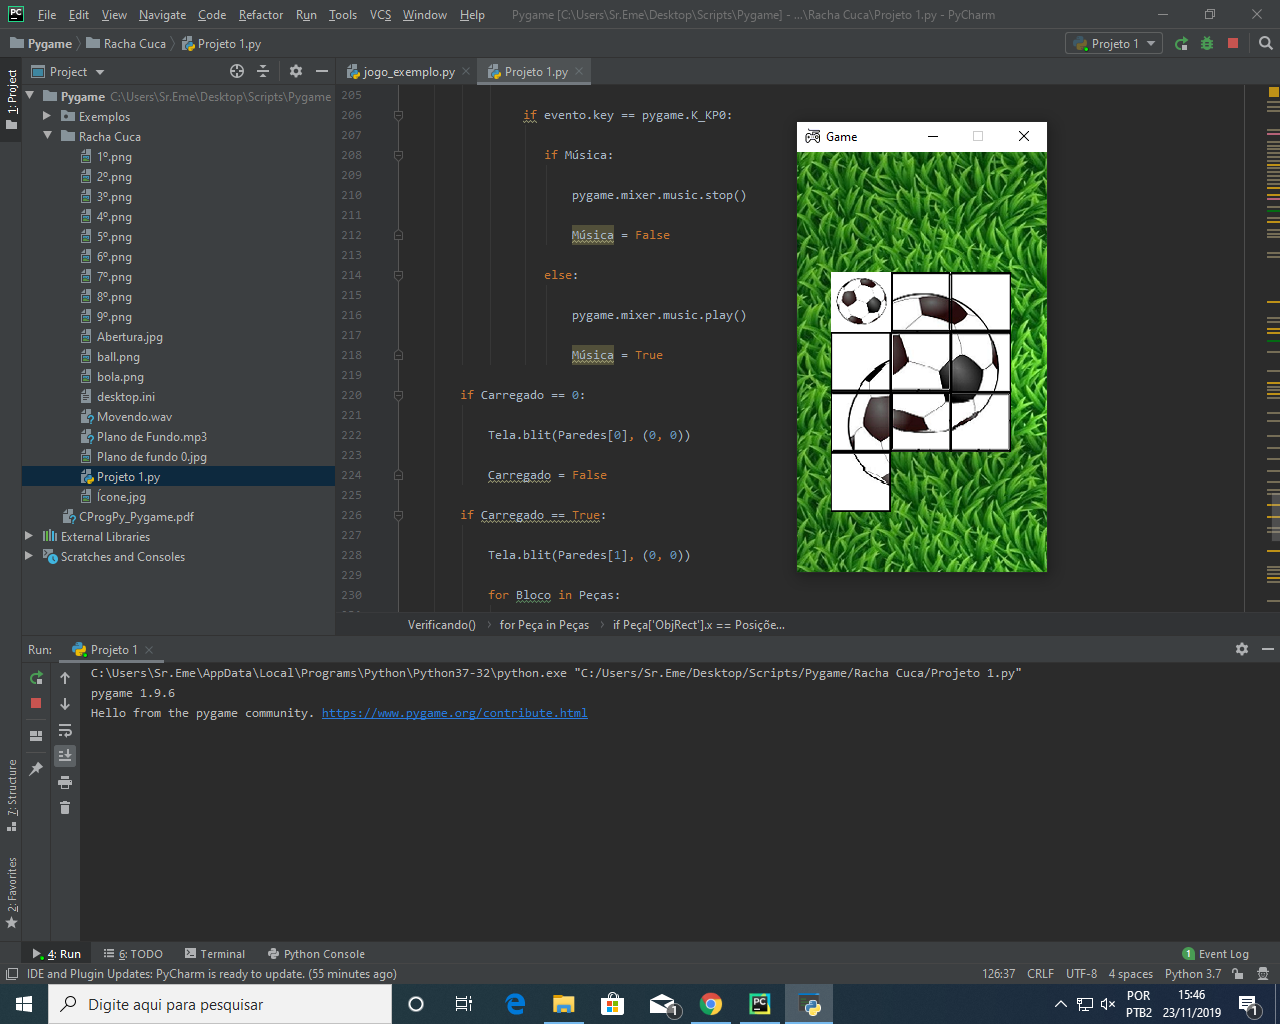 PC File Edit View Navigate Code Refactor Run Tools VCS Window Help Pygame [C:\Users\Sr.Eme\Desktop\Scripts\Pygame] - ...\Racha Cuca\Projeto 1.py - PyCharm
Pygame Racha Cuca Projeto 1.py Projeto 1
1: Project
Project
jogo_exemplo.py Projeto 1.py
Pygame C:\Users\Sr.Eme\Desktop\Scripts\Pygame
Exemplos
Racha Cuca
1º.png
2º.png
3º.png
4º.png
5º.png
6º.png
7º.png
8º.png
9º.png
Abertura.jpg
ball.png
bola.png
desktop.ini
Movendo.wav
Plano de Fundo.mp3
Plano de fundo 0.jpg
Projeto 1.py
Ícone.jpg
CProgPy_Pygame.pdf
External Libraries
Scratches and Consoles
205
206 if evento.key == pygame.K_KP0:
207
208 if Música:
209
210 pygame.mixer.music.stop()
211
212 Música = False
213
214 else:
215
216 pygame.mixer.music.play()
217
218 Música = True
219
220 if Carregado == 0:
221
222 Tela.blit(Paredes[0], (0, 0))
223
224 Carregado = False
225
226 if Carregado == True:
227
228 Tela.blit(Paredes[1], (0, 0))
229
230 for Bloco in Peças:
Verificando() for Peça in Peças if Peça['ObjRect'].x == Posiçõe...
Game
Run: Projeto 1
C:\Users\Sr.Eme\AppData\Local\Programs\Python\Python37-32\python.exe "C:/Users/Sr.Eme/Desktop/Scripts/Pygame/Racha Cuca/Projeto 1.py"
pygame 1.9.6
Hello from the pygame community. https://www.pygame.org/contribute.html
7: Structure
2: Favorites
4: Run 6: TODO Terminal Python Console 1 Event Log
IDE and Plugin Updates: PyCharm is ready to update. (55 minutes ago) 126:37 CRLF UTF-8 4 spaces Python 3.7
Digite aqui para pesquisar
1
PC
POR
PTB2
15:46
23/11/2019
1